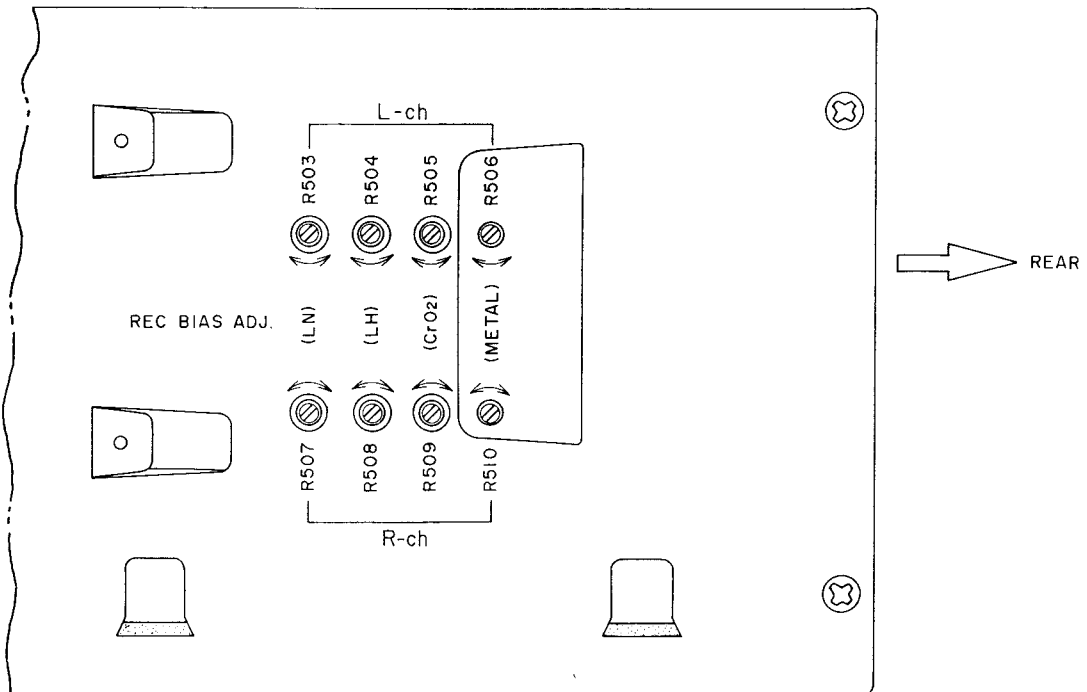 L-ch
R503
R504
R505
R506
REAR
REC BIAS ADJ.
(LN)
(LH)
(CrO2)
(METAL)
R507
R508
R509
R510
R-ch